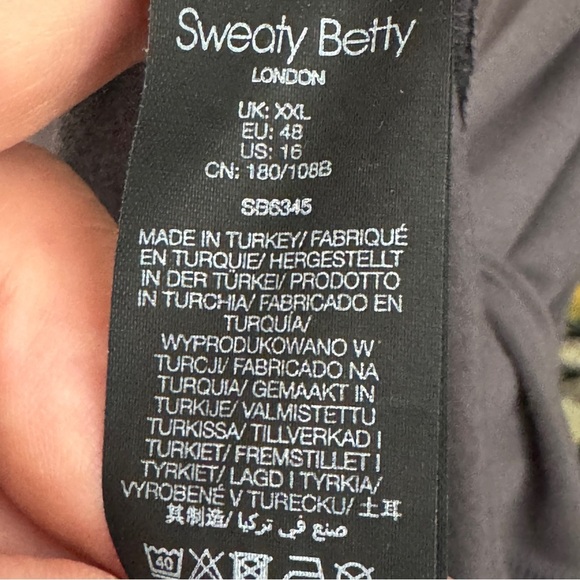 Sweaty Betty
LONDON
UK: XXL
EU: 48
US: 16
CN: 180/108B
SB6345
MADE IN TURKEY/ FABRIQUÉ
EN TURQUIE/ HERGESTELLT
IN DER TÜRKEI/ PRODOTTO
IN TURCHIA/ FABRICADO EN
TURQUÍA/
WYPRODUKOWANO W
TURCJI/ FABRICADO NA
TURQUIA/ GEMAAKT IN
TURKIJE/ VALMISTETTU
TURKISSA/ TILLVERKAD I
TURKIET/ FREMSTILLET I
TYRKIET/ LAGD I TYRKIA/
VYROBENÉ V TURECKU/ 土耳
其制造/ صنع في تركيا
40